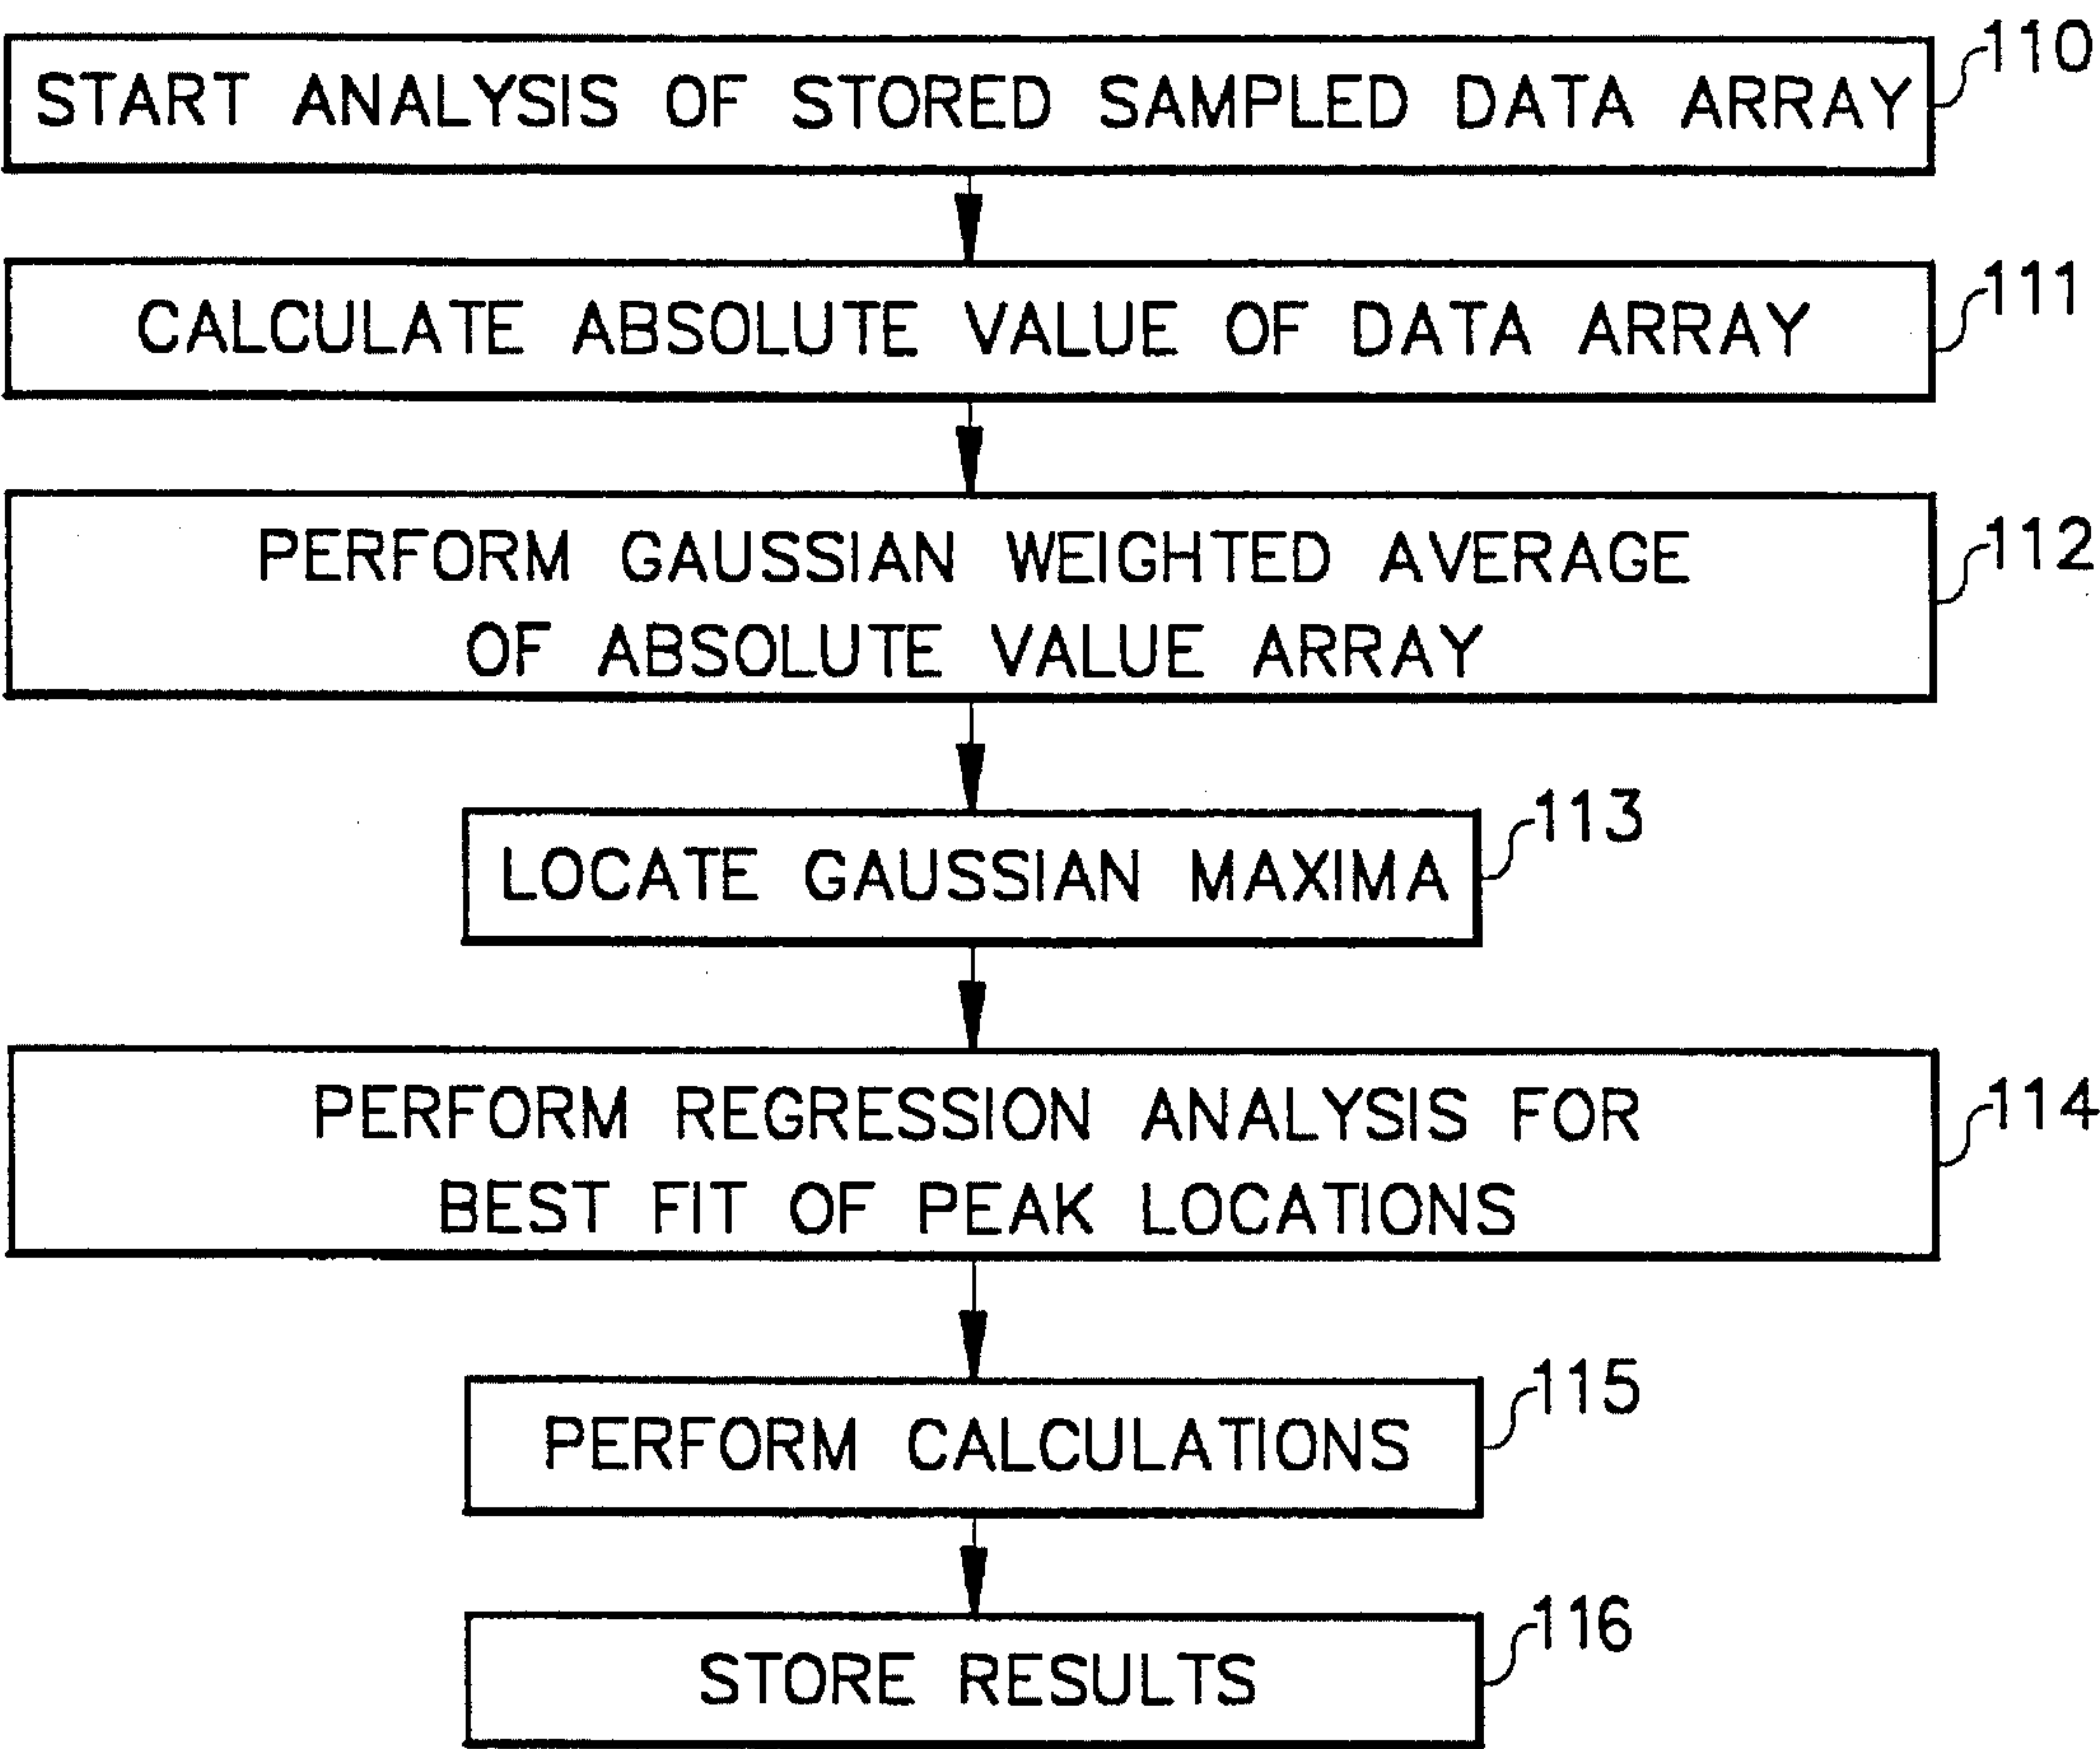 110
START ANALYSIS OF STORED SAMPLED DATA ARRAY
111
CALCULATE ABSOLUTE VALUE OF DATA ARRAY
112
PERFORM GAUSSIAN WEIGHTED AVERAGE
OF ABSOLUTE VALUE ARRAY
113
LOCATE GAUSSIAN MAXIMA
114
PERFORM REGRESSION ANALYSIS FOR
BEST FIT OF PEAK LOCATIONS
115
PERFORM CALCULATIONS
116
STORE RESULTS